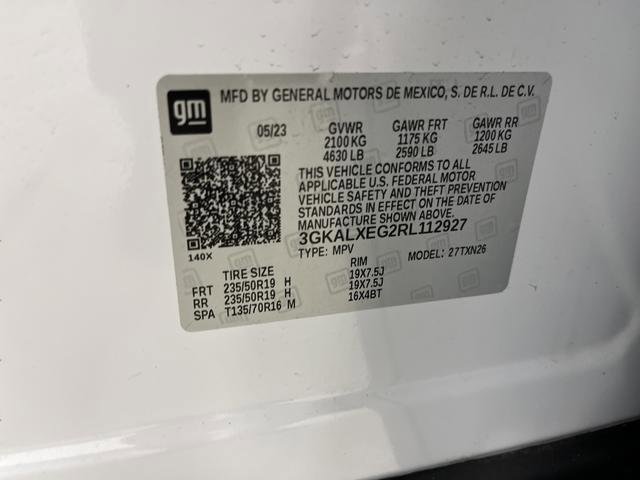 gm
MFD BY GENERAL MOTORS DE MEXICO, S. DE R.L. DE C.V.
05/23 GVWR GAWR FRT GAWR RR
2100 KG 1175 KG 1200 KG
4630 LB 2590 LB 2645 LB
THIS VEHICLE CONFORMS TO ALL
APPLICABLE U.S. FEDERAL MOTOR
VEHICLE SAFETY AND THEFT PREVENTION
STANDARDS IN EFFECT ON THE DATE OF
MANUFACTURE SHOWN ABOVE.
3GKALXEG2RL112927
140X TYPE: MPV MODEL: 27TXN26
TIRE SIZE RIM
FRT 235/50R19 H 19X7.5J
RR 235/50R19 H 19X7.5J
SPA T135/70R16 M 16X4BT